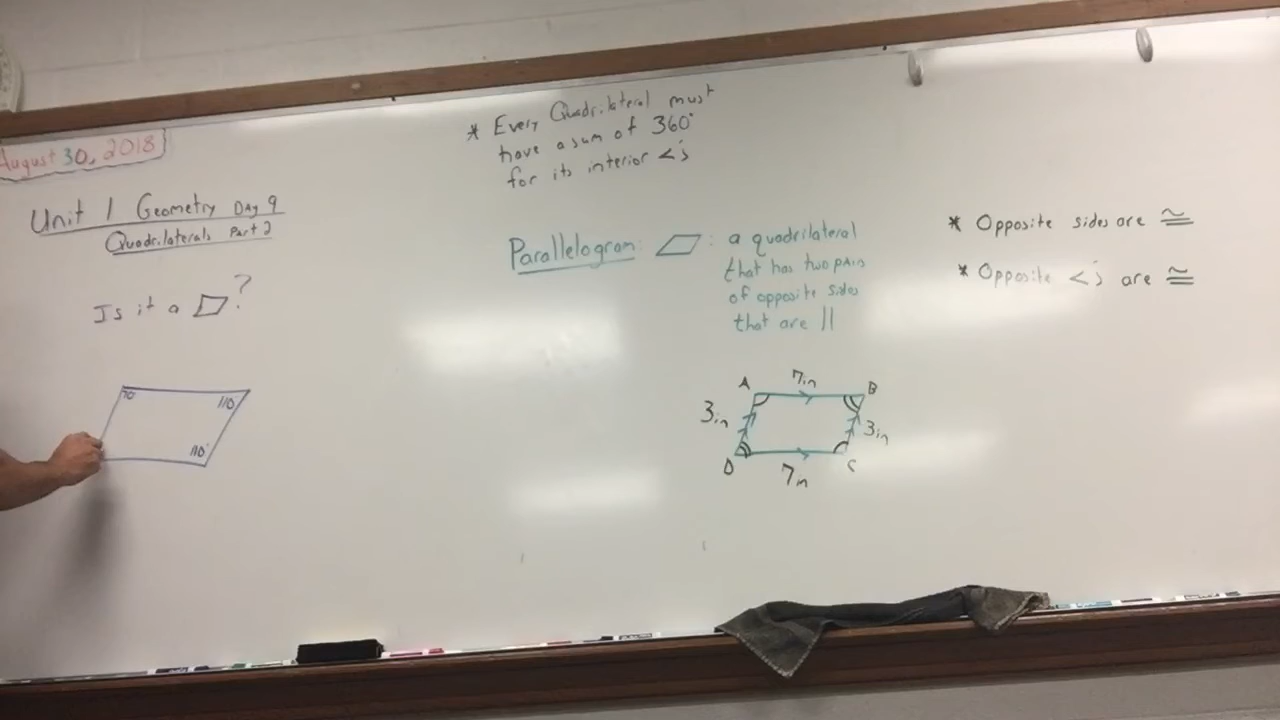 August 30, 2018
Unit 1 Geometry Day 9
Quadrilaterals Part 2
Is it a ▱?
70°
110°
110°
* Every Quadrilateral must
have a sum of 360°
for its interior <'s
Parallelogram: ▱: a quadrilateral
that has two pairs
of opposite sides
that are ||
A 7in B
3in 3in
D 7in C
* Opposite sides are ≅
* Opposite <'s are ≅